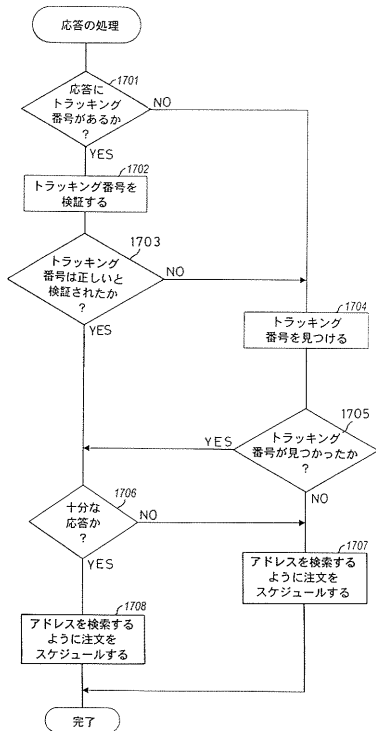 応答の処理
1701
応答に
トラッキング
番号があるか
?
NO
YES
1702
トラッキング番号を
検証する
1703
トラッキング
番号は正しいと
検証されたか
?
NO
YES
1704
トラッキング
番号を見つける
1705
トラッキング
番号が見つかったか
?
YES
NO
1706
十分な
応答か
?
NO
YES
1707
アドレスを検索する
ように注文を
スケジュールする
1708
アドレスを検索する
ように注文を
スケジュールする
完了